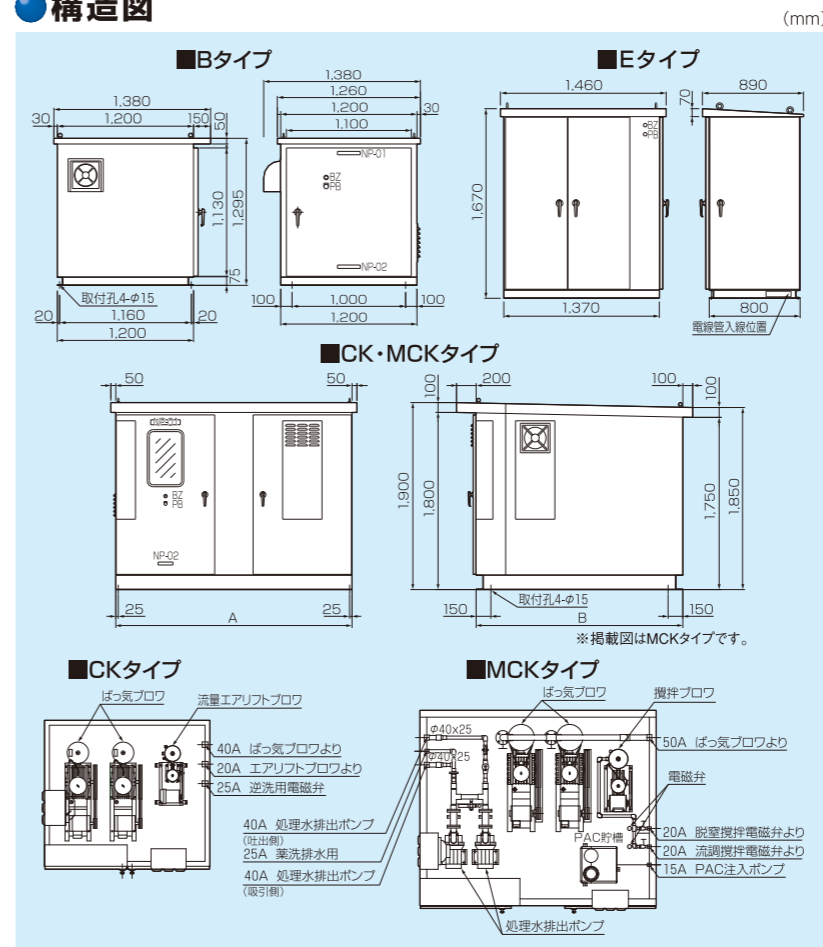 構造図
(mm)
■Bタイプ
1,380
30 1,200 150
50
1,130
1,295
75
取付孔4-φ15
20 1,160 20
1,200
1,380
1,260
1,200 30
1,100
NP-01
BZ
PB
NP-02
100 1,000 100
1,200
■Eタイプ
1,460
890
70
BZ
PB
1,670
1,370
800
電線管入線位置
■CK・MCKタイプ
50 50
100
200 100
100
NP-01
BZ
PB
NP-02
1,900
1,800
1,750
1,850
25 A 25
取付孔4-φ15
150 B 150
※掲載図はMCKタイプです。
■CKタイプ
ばっ気ブロワ
流量エアリフトブロワ
40A ばっ気ブロワより
20A エアリフトブロワより
25A 逆洗用電磁弁
■MCKタイプ
ばっ気ブロワ
攪拌ブロワ
φ40x25
φ40x25
50A ばっ気ブロワより
電磁弁
40A 処理水排出ポンプ
(吐出側)
25A 薬洗排水用
40A 処理水排出ポンプ
(吸引側)
PAC貯槽
20A 脱窒攪拌電磁弁より
20A 流調攪拌電磁弁より
15A PAC注入ポンプ
処理水排出ポンプ